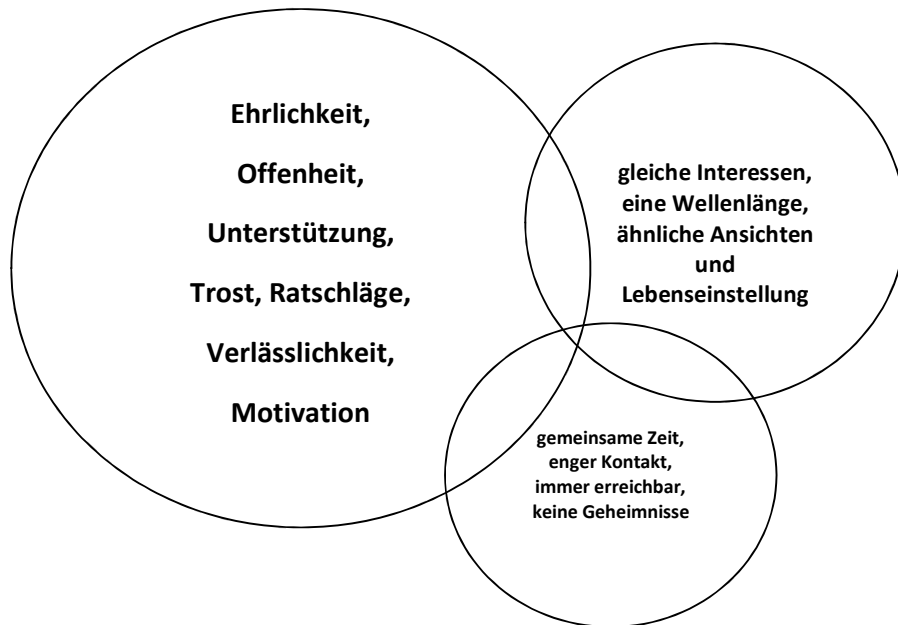 Ehrlichkeit,
Offenheit,
Unterstützung,
Trost, Ratschläge,
Verlässlichkeit,
Motivation
gleiche Interessen,
eine Wellenlänge,
ähnliche Ansichten
und
Lebenseinstellung
gemeinsame Zeit,
enger Kontakt,
immer erreichbar,
keine Geheimnisse